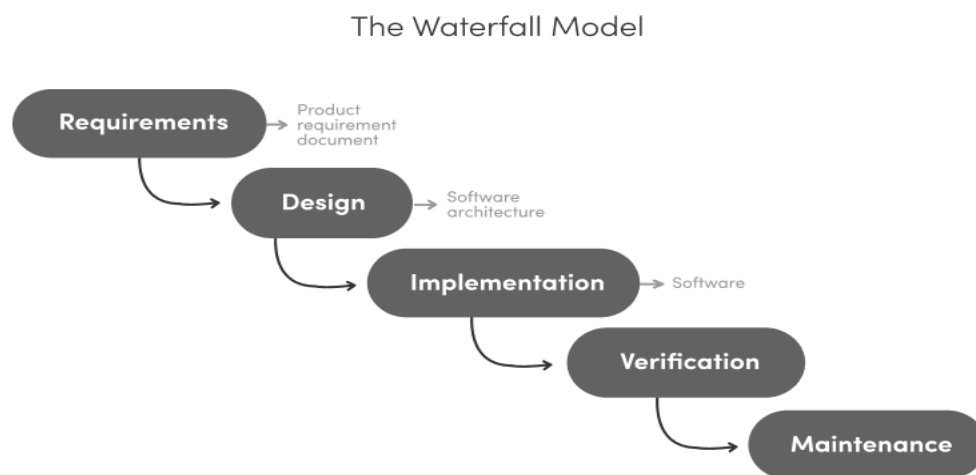 The Waterfall Model
Requirements
Product
requirement
document
Design
Software
architecture
Implementation
Software
Verification
Maintenance